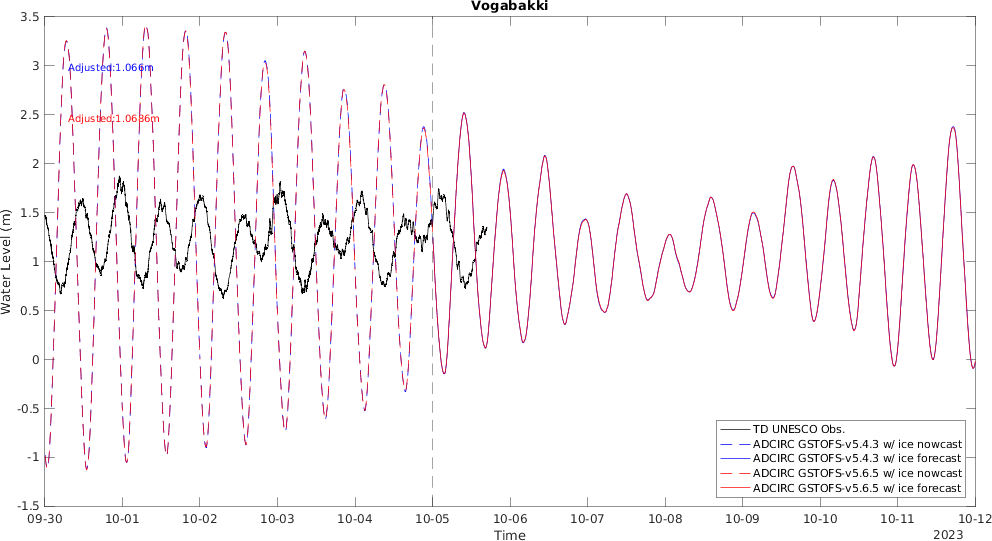 Vogabakki
3.5
3
2.5
2
1.5
1
0.5
0
-0.5
-1
-1.5
Water Level (m)
Adjusted:1.066m
Adjusted:1.0686m
TD UNESCO Obs.
ADCIRC GSTOFS-v5.4.3 w/ ice nowcast
ADCIRC GSTOFS-v5.4.3 w/ ice forecast
ADCIRC GSTOFS-v5.6.5 w/ ice nowcast
ADCIRC GSTOFS-v5.6.5 w/ ice forecast
09-30 10-01 10-02 10-03 10-04 10-05 10-06 10-07 10-08 10-09 10-10 10-11 10-12
Time
2023